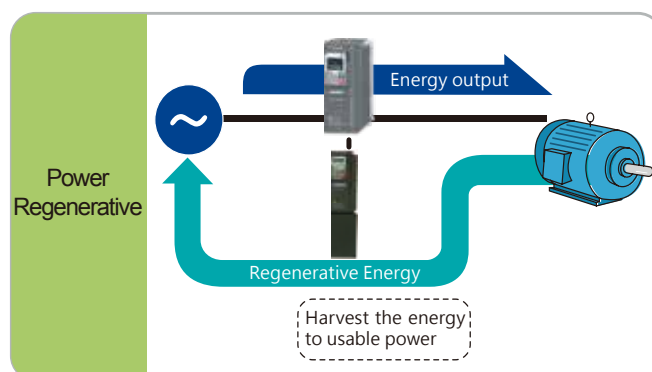 Power
Regenerative
Energy output
Regenerative Energy
Harvest the energy
to usable power